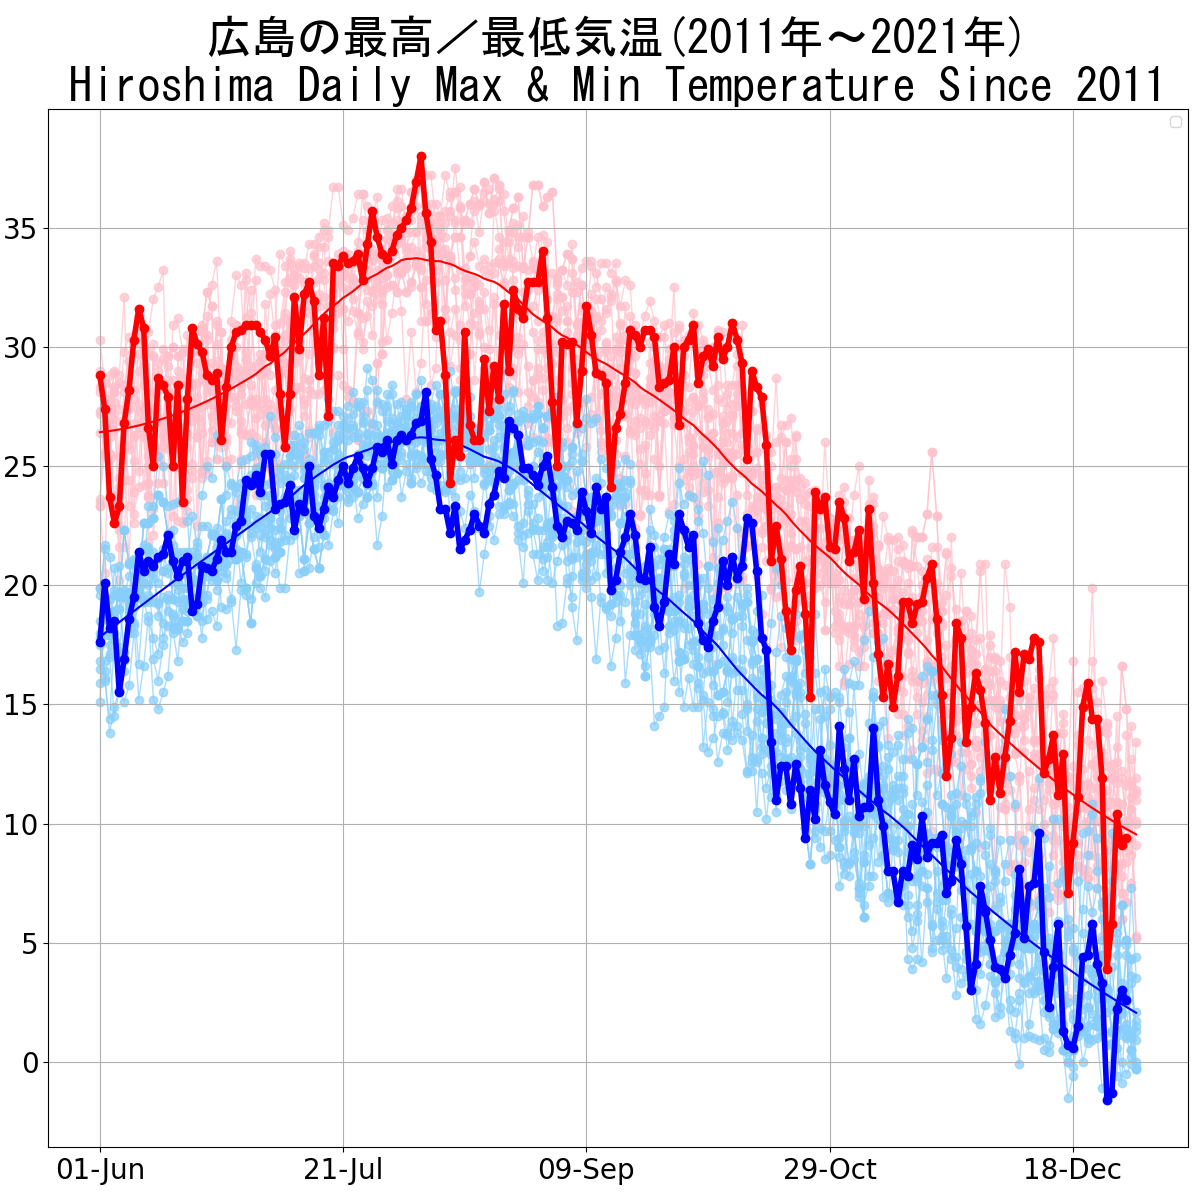 広島の最高／最低気温(2011年～2021年)
Hiroshima Daily Max & Min Temperature Since 2011
35
30
25
20
15
10
5
0
01-Jun 21-Jul 09-Sep 29-Oct 18-Dec